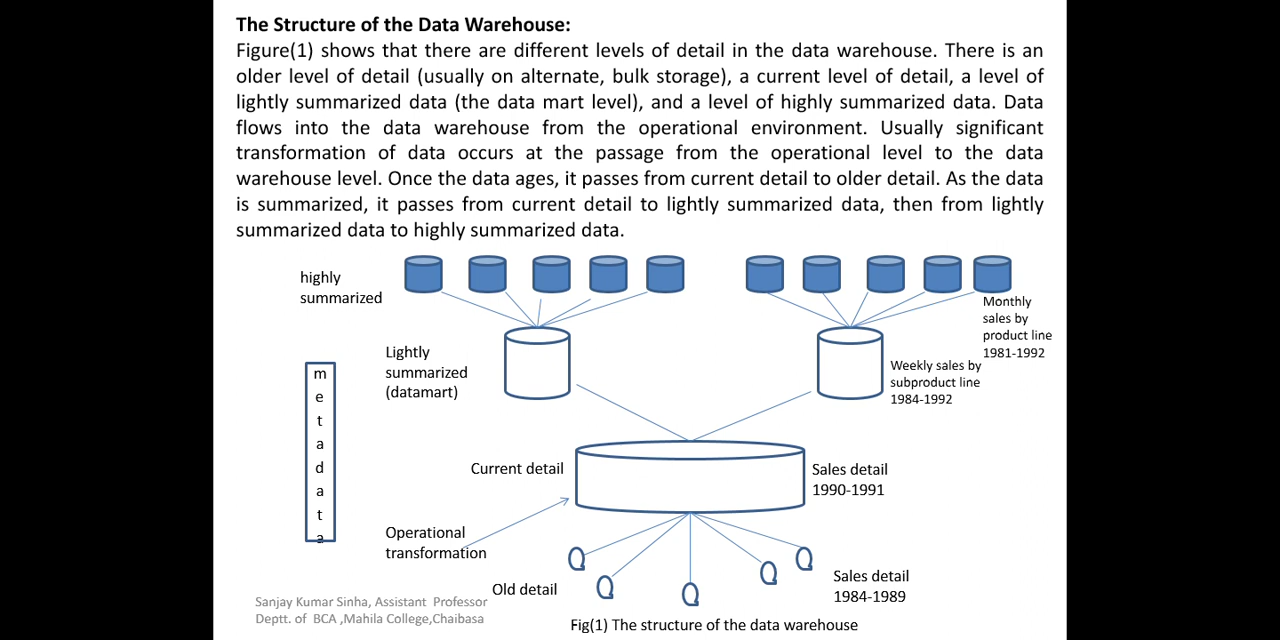 The Structure of the Data Warehouse:
Figure(1) shows that there are different levels of detail in the data warehouse. There is an
older level of detail (usually on alternate, bulk storage), a current level of detail, a level of
lightly summarized data (the data mart level), and a level of highly summarized data. Data
flows into the data warehouse from the operational environment. Usually significant
transformation of data occurs at the passage from the operational level to the data
warehouse level. Once the data ages, it passes from current detail to older detail. As the data
is summarized, it passes from current detail to lightly summarized data, then from lightly
summarized data to highly summarized data.
highly
summarized
Monthly
sales by
product line
1981-1992
Lightly
summarized
(datamart)
Weekly sales by
subproduct line
1984-1992
m
e
t
a
d
a
t
a
Current detail
Sales detail
1990-1991
Operational
transformation
Old detail
Sales detail
1984-1989
Sanjay Kumar Sinha, Assistant Professor
Deptt. of BCA ,Mahila College,Chaibasa
Fig(1) The structure of the data warehouse